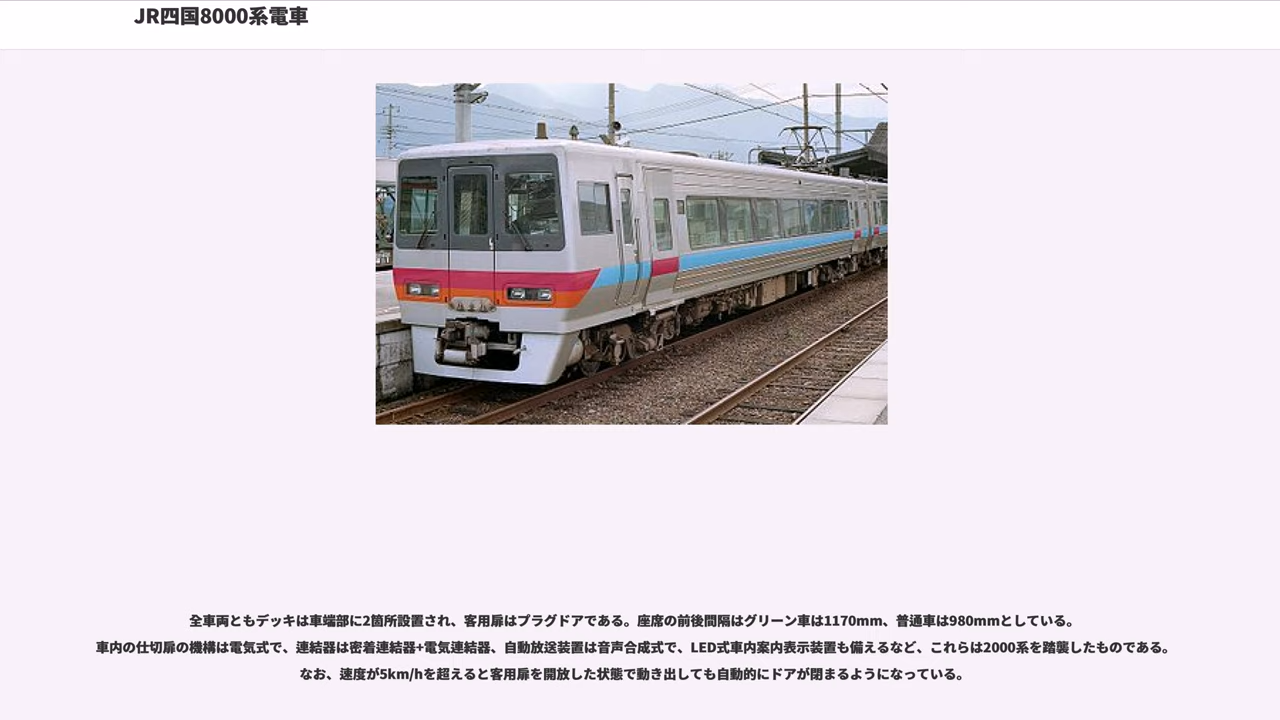 JR四国8000系電車
全車両ともデッキは車端部に2箇所設置され、客用扉はプラグドアである。座席の前後間隔はグリーン車は1170mm、普通車は980mmとしている。
車内の仕切扉の機構は電気式で、連結器は密着連結器+電気連結器、自動放送装置は音声合成式で、LED式車内案内表示装置も備えるなど、これらは2000系を踏襲したものである。
なお、速度が5km/hを超えると客用扉を開放した状態で動き出しても自動的にドアが閉まるようになっている。